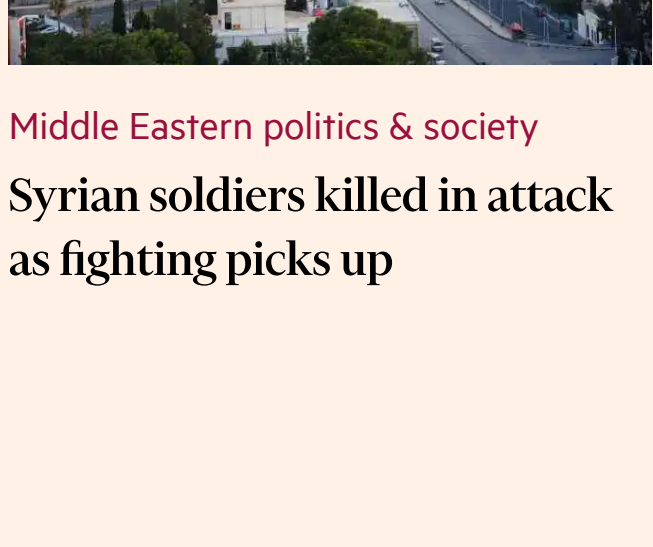 Middle Eastern politics & society
Syrian soldiers killed in attack
as fighting picks up